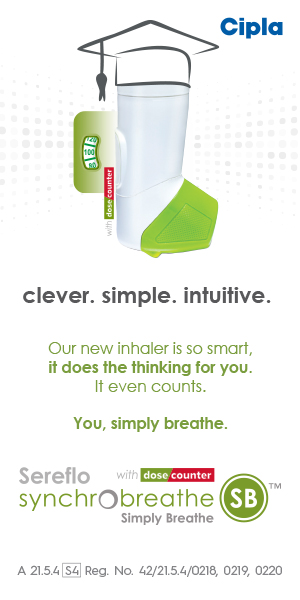 Cipla
120
100
80
with dose counter
clever. simple. intuitive.
Our new inhaler is so smart,
it does the thinking for you.
It even counts.
You, simply breathe.
Sereflo with dose counter
synchrobreathe SB™
Simply Breathe
A 21.5.4 S4 Reg. No. 42/21.5.4/0218, 0219, 0220